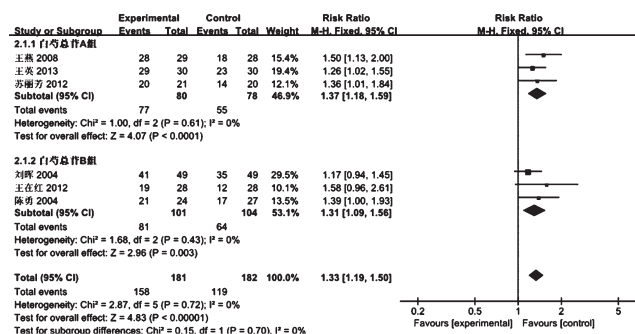 Experimental Control Risk Ratio Risk Ratio
Study or Subgroup Events Total Events Total Weight M-H. Fixed. 95% CI M-H. Fixed. 95% CI
2.1.1 白芍总苷A组
王燕 2008 28 29 18 28 15.4% 1.50 [1.13, 2.00]
王英 2013 29 30 23 30 19.4% 1.26 [1.02, 1.55]
苏丽芳 2012 20 21 14 20 12.1% 1.36 [1.01, 1.84]
Subtotal (95% CI) 80 78 46.9% 1.37 [1.18, 1.59]
Total events 77 55
Heterogeneity: Chi² = 1.00, df = 2 (P = 0.61); I² = 0%
Test for overall effect: Z = 4.07 (P < 0.0001)
2.1.2 白芍总苷B组
刘晖 2004 41 49 35 49 29.5% 1.17 [0.94, 1.45]
王在红 2012 19 28 12 28 10.1% 1.58 [0.96, 2.61]
陈勇 2004 21 24 17 27 13.5% 1.39 [1.00, 1.93]
Subtotal (95% CI) 101 104 53.1% 1.31 [1.09, 1.56]
Total events 81 64
Heterogeneity: Chi² = 1.68, df = 2 (P = 0.43); I² = 0%
Test for overall effect: Z = 2.96 (P = 0.003)
Total (95% CI) 181 182 100.0% 1.33 [1.19, 1.50]
Total events 158 119
Heterogeneity: Chi² = 2.87, df = 5 (P = 0.72); I² = 0%
Test for overall effect: Z = 4.83 (P < 0.00001)
Test for subgroup differences: Chi² = 0.15, df = 1 (P = 0.70), I² = 0%
0.2 0.5 1 2 5
Favours [experimental] Favours [control]